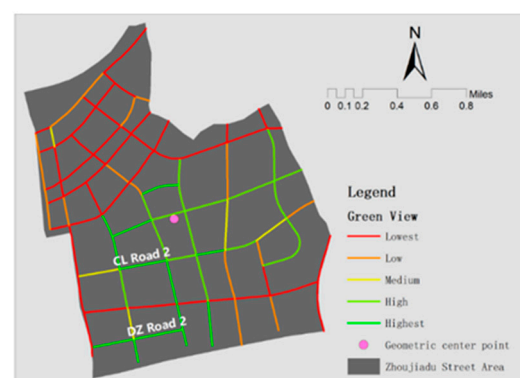 N
Miles
0 0.1 0.2 0.4 0.6 0.8
Legend
Green View
Lowest
Low
Medium
High
Highest
Geometric center point
Zhoujiadu Street Area
CL Road 2
DZ Road 2